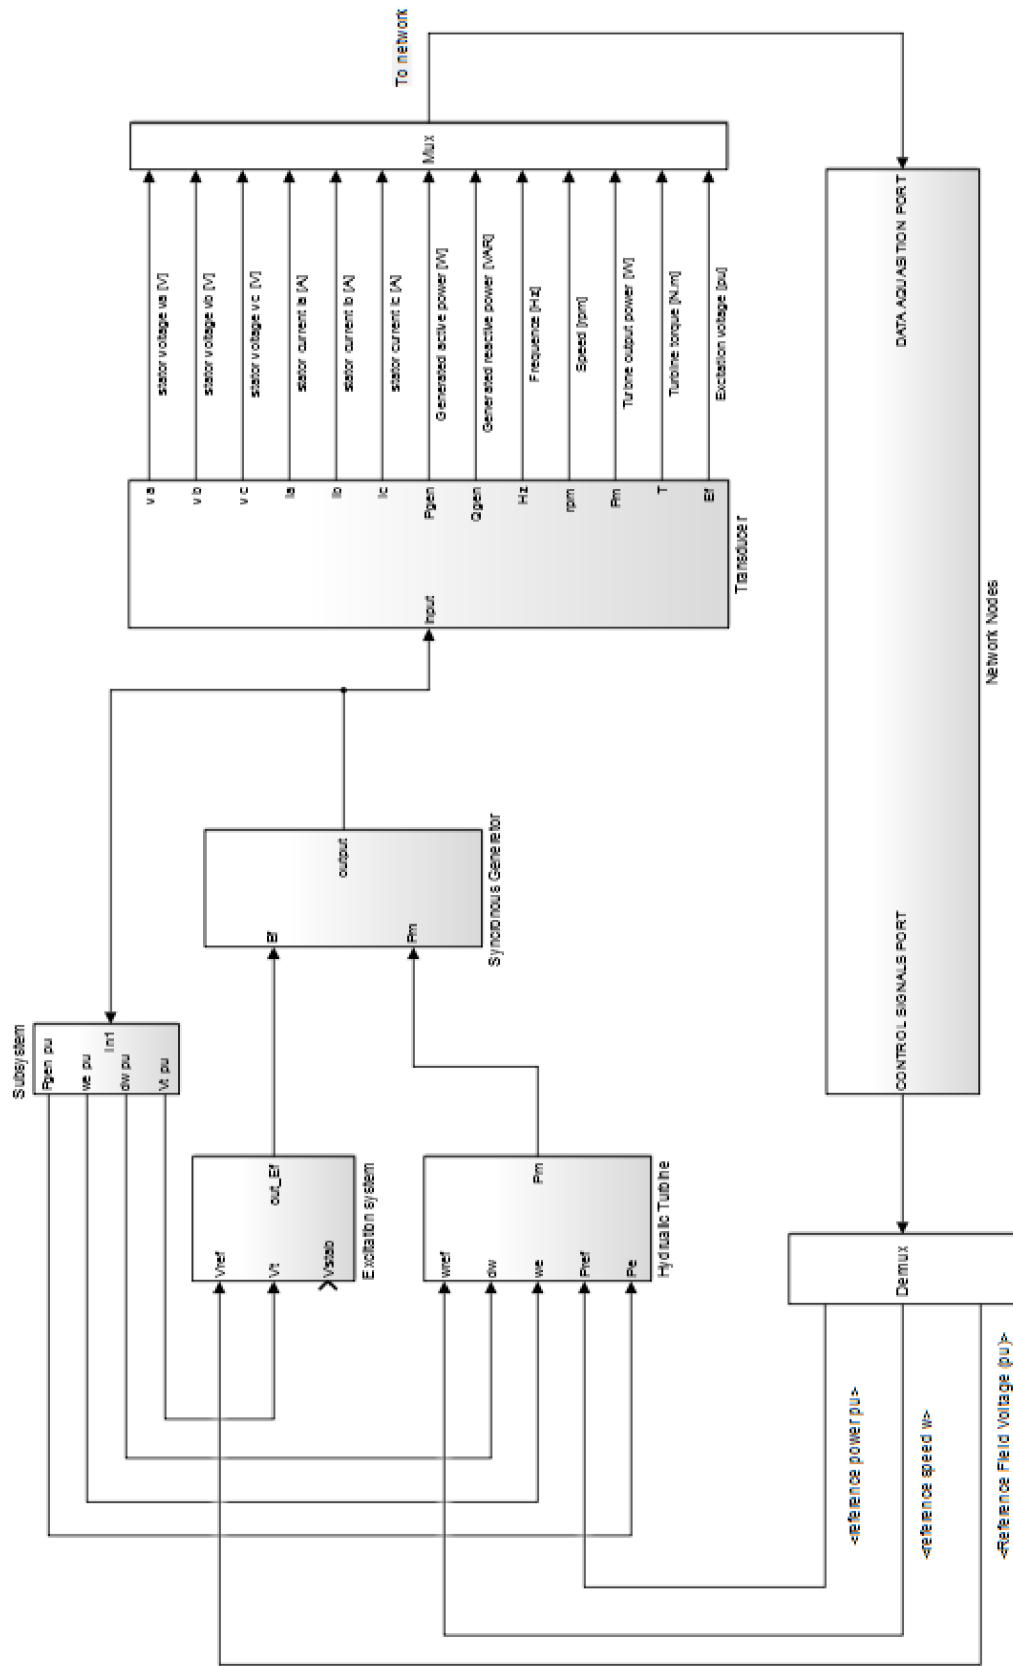 To network
Mux
stator voltage va [V]
stator voltage vb [V]
stator voltage vc [V]
stator current Ia [A]
stator current Ib [A]
stator current Ic [A]
Generated active power [W]
Generated reactive power [VAR]
Frequence [Hz]
Speed [rpm]
Turbine output power [W]
Turbine torque [N.m]
Excitation voltage [pu]
va
vb
vc
Ia
Ib
Ic
Pgen
Qgen
Hz
rpm
Pm
T
Ef
Input
Transducer
Subsystem
Pgen pu
we pu
dw pu
Vt pu
In1
Ef
Pm
output
Syncronous Generetor
Vref
Vt
Vstab
out_Ef
Excitation system
wref
dw
we
Pref
Pe
Pm
Hydrualic Turbine
DATA AQUASITION PORT
CONTROL SIGNALS PORT
Network Nodes
Demux
<reference power pu>
<reference speed w>
<Reference Field Voltage (pu)>